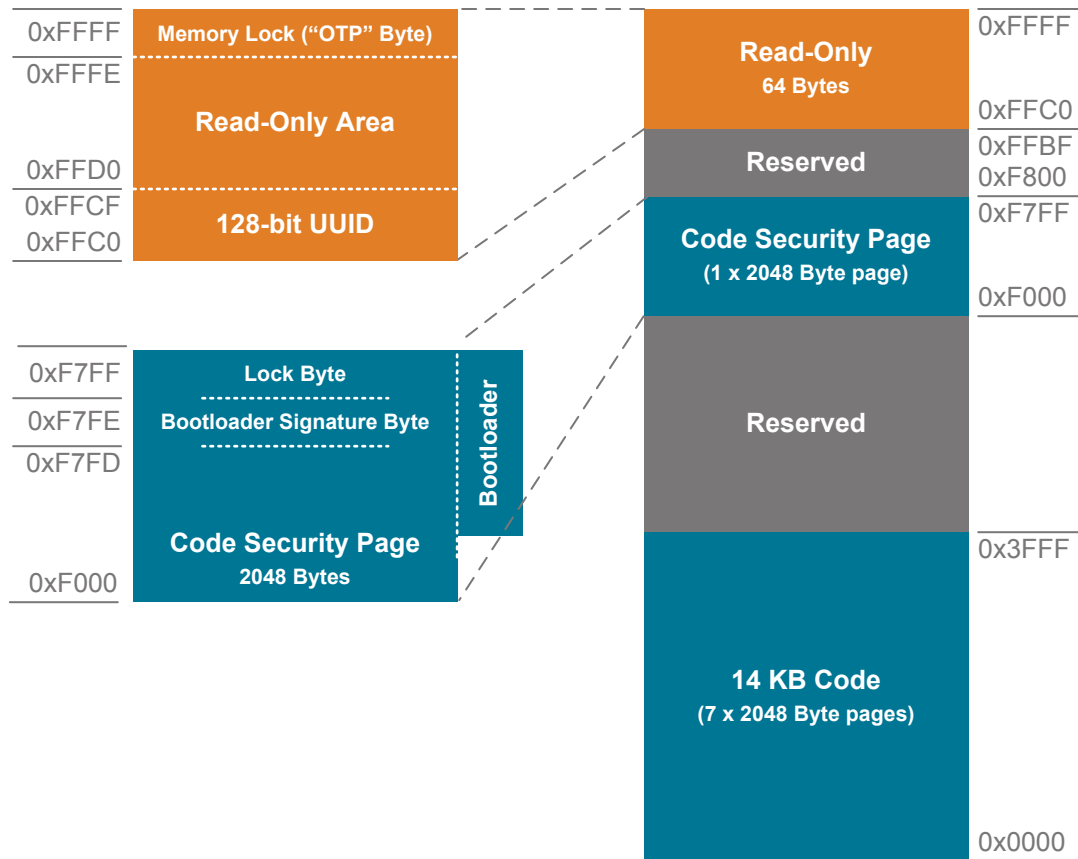 0xFFFF
0xFFFE
0xFFD0
0xFFCF
0xFFC0
Memory Lock (“OTP” Byte)
Read-Only Area
128-bit UUID
0xF7FF
0xF7FE
0xF7FD
0xF000
Lock Byte
Bootloader Signature Byte
Code Security Page
2048 Bytes
Bootloader
Read-Only
64 Bytes
Reserved
Code Security Page
(1 x 2048 Byte page)
Reserved
14 KB Code
(7 x 2048 Byte pages)
0xFFFF
0xFFC0
0xFFBF
0xF800
0xF7FF
0xF000
0x3FFF
0x0000